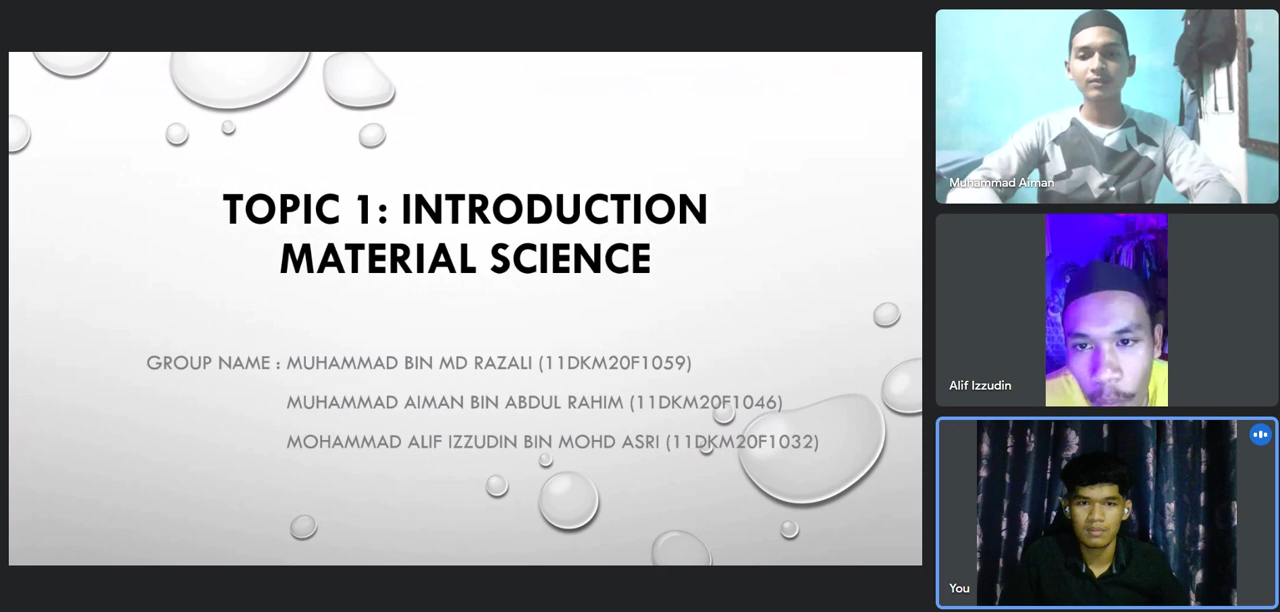 TOPIC 1: INTRODUCTION
MATERIAL SCIENCE
GROUP NAME : MUHAMMAD BIN MD RAZALI (11DKM20F1059)
MUHAMMAD AIMAN BIN ABDUL RAHIM (11DKM20F1046)
MOHAMMAD ALIF IZZUDIN BIN MOHD ASRI (11DKM20F1032)
Muhammad Aiman
Alif Izzudin
You